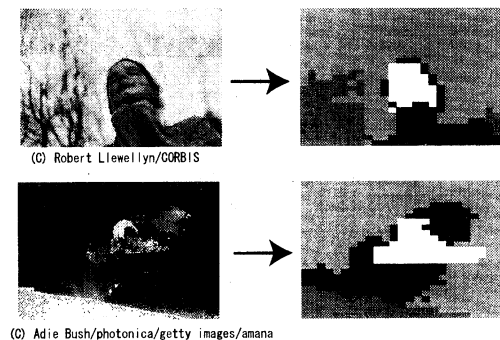 (C) Robert Llewellyn/CORBIS
(C) Adie Bush/photonica/getty images/amana